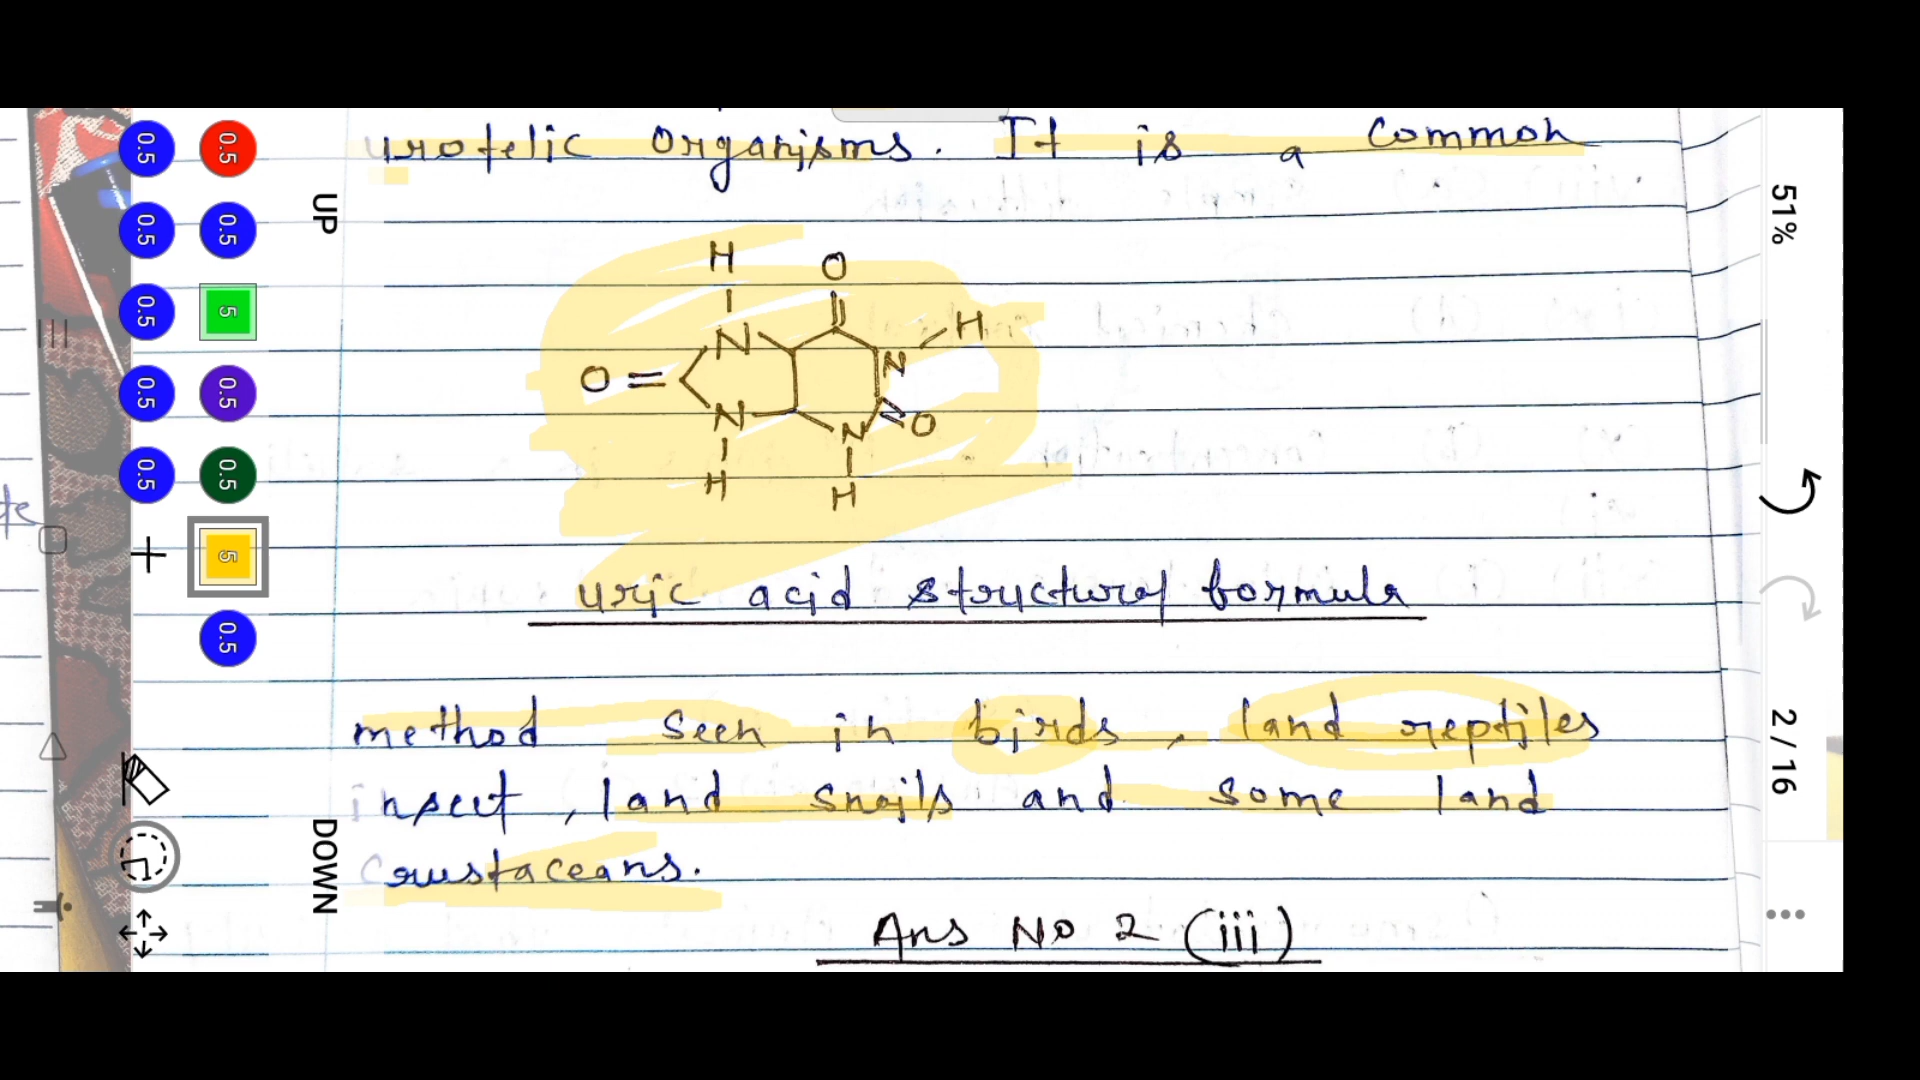 urotelic organisms. It is a common
H O
N H
O = N
N O
N
H H
uric acid structural formula
method seen in birds, land reptiles
insect, land snails and some land
Crustaceans.
Ans No 2 (iii)
0.5 0.5
0.5 0.5
0.5 5
0.5 0.5
0.5 0.5
5
0.5
UP
DOWN
51%
2/16